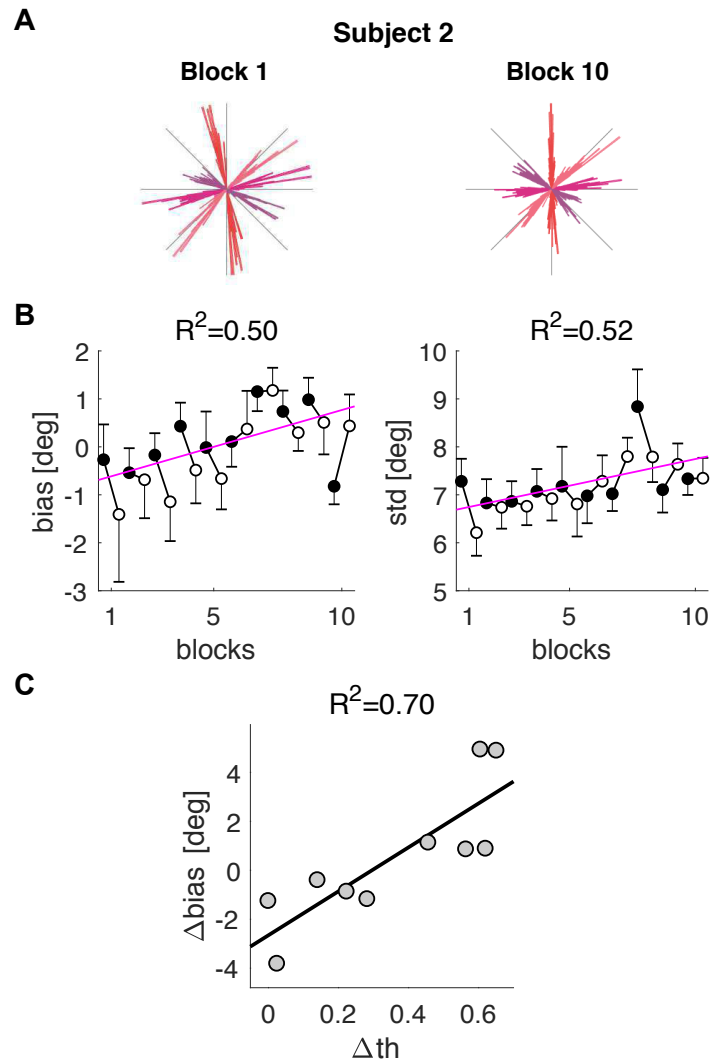 A
Subject 2
Block 1 Block 10
B
R²=0.50 R²=0.52
bias [deg]
2
1
0
-1
-2
-3
1 5 10
blocks
std [deg]
10
9
8
7
6
5
1 5 10
blocks
C
R²=0.70
Δbias [deg]
4
2
0
-2
-4
0 0.2 0.4 0.6
Δth